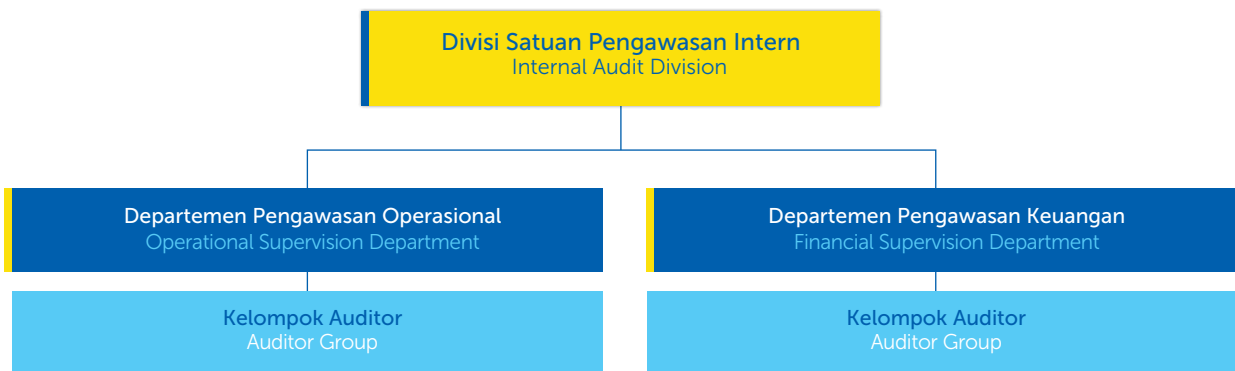 Divisi Satuan Pengawasan Intern
Internal Audit Division
Departemen Pengawasan Operasional
Operational Supervision Department
Departemen Pengawasan Keuangan
Financial Supervision Department
Kelompok Auditor
Auditor Group
Kelompok Auditor
Auditor Group